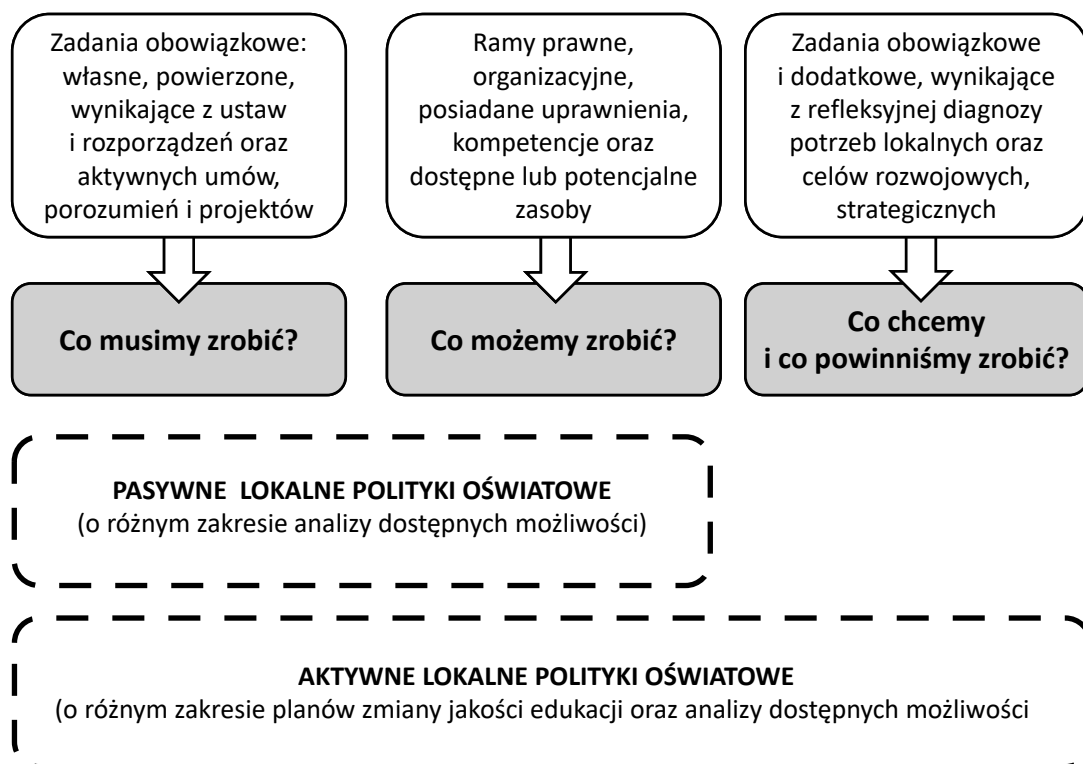 Zadania obowiązkowe:
własne, powierzone,
wynikające z ustaw
i rozporządzeń oraz
aktywnych umów,
porozumień i projektów
Ramy prawne,
organizacyjne,
posiadane uprawnienia,
kompetencje oraz
dostępne lub potencjalne
zasoby
Zadania obowiązkowe
i dodatkowe, wynikające
z refleksyjnej diagnozy
potrzeb lokalnych oraz
celów rozwojowych,
strategicznych
Co musimy zrobić?
Co możemy zrobić?
Co chcemy
i co powinniśmy zrobić?
PASYWNE LOKALNE POLITYKI OŚWIATOWE
(o różnym zakresie analizy dostępnych możliwości)
AKTYWNE LOKALNE POLITYKI OŚWIATOWE
(o różnym zakresie planów zmiany jakości edukacji oraz analizy dostępnych możliwości